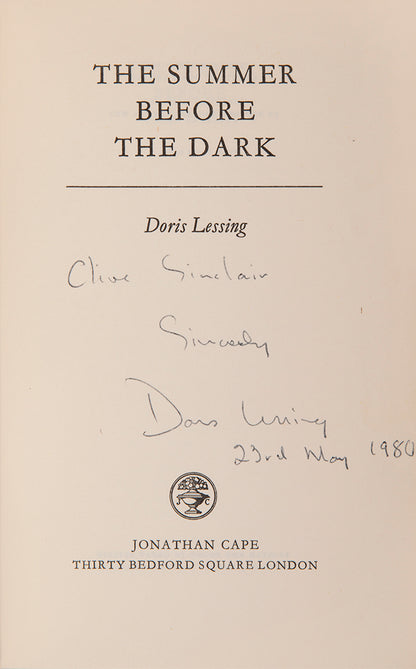 THE SUMMER
BEFORE
THE DARK
Doris Lessing
Clive Sinclair
Sincerely
Doris Lessing
23rd May 1980
J C
JONATHAN CAPE
THIRTY BEDFORD SQUARE LONDON